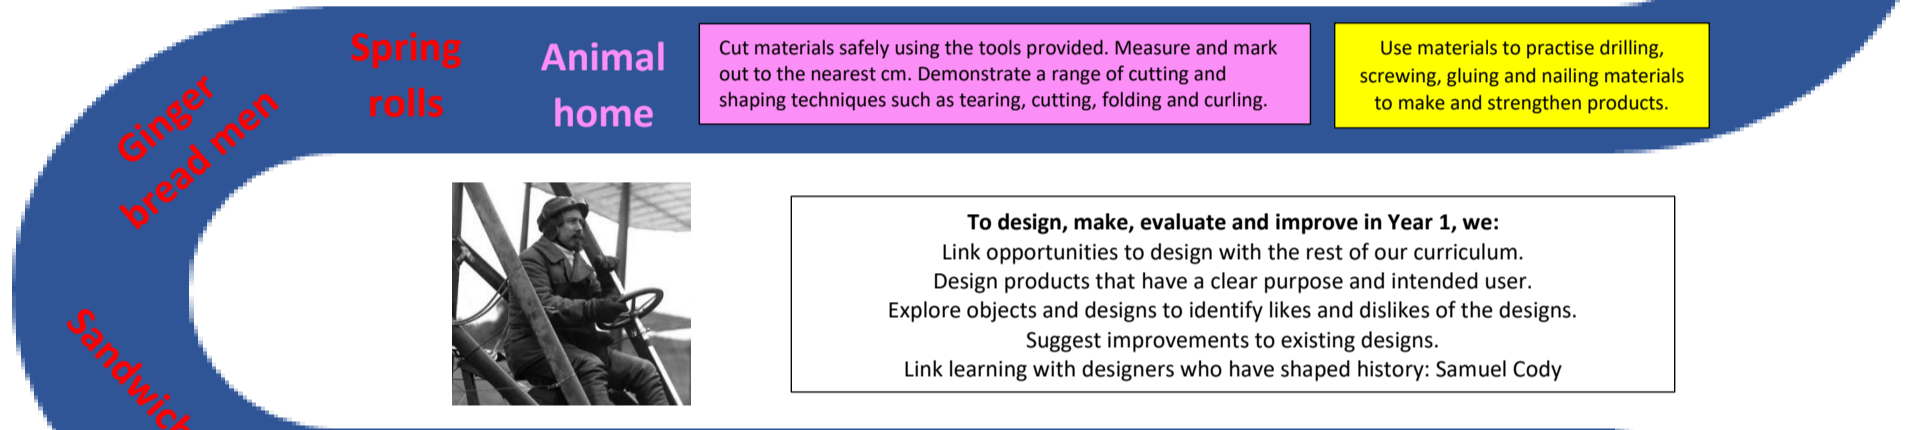 Spring
rolls
Animal
home
Cut materials safely using the tools provided. Measure and mark
out to the nearest cm. Demonstrate a range of cutting and
shaping techniques such as tearing, cutting, folding and curling.
Use materials to practise drilling,
screwing, gluing and nailing materials
to make and strengthen products.
Ginger
bread men
Sandwich
To design, make, evaluate and improve in Year 1, we:
Link opportunities to design with the rest of our curriculum.
Design products that have a clear purpose and intended user.
Explore objects and designs to identify likes and dislikes of the designs.
Suggest improvements to existing designs.
Link learning with designers who have shaped history: Samuel Cody